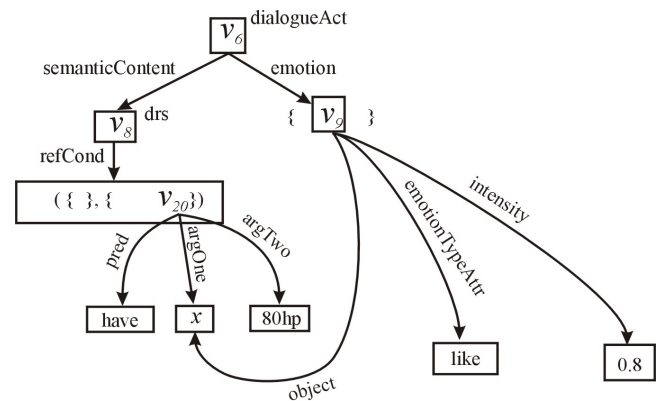 dialogueAct
v6
semanticContent
emotion
v8
drs
{ v9 }
refCond
({ }, { v20})
pred
argOne
argTwo
emotionTypeAttr
intensity
have
x
80hp
like
0.8
object